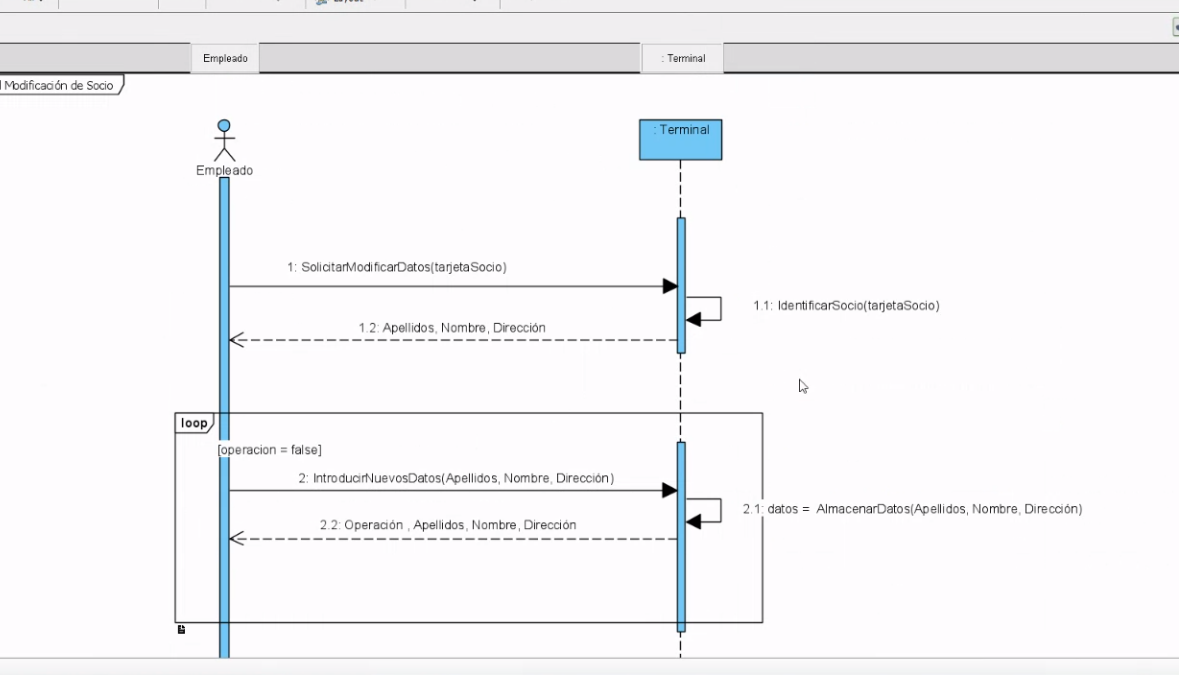 Empleado
: Terminal
Modificación de Socio
: Terminal
Empleado
1: SolicitarModificarDatos(tarjetaSocio)
1.1: IdentificarSocio(tarjetaSocio)
1.2: Apellidos, Nombre, Dirección
loop
[operacion = false]
2: IntroducirNuevosDatos(Apellidos, Nombre, Dirección)
2.1: datos = AlmacenarDatos(Apellidos, Nombre, Dirección)
2.2: Operación , Apellidos, Nombre, Dirección